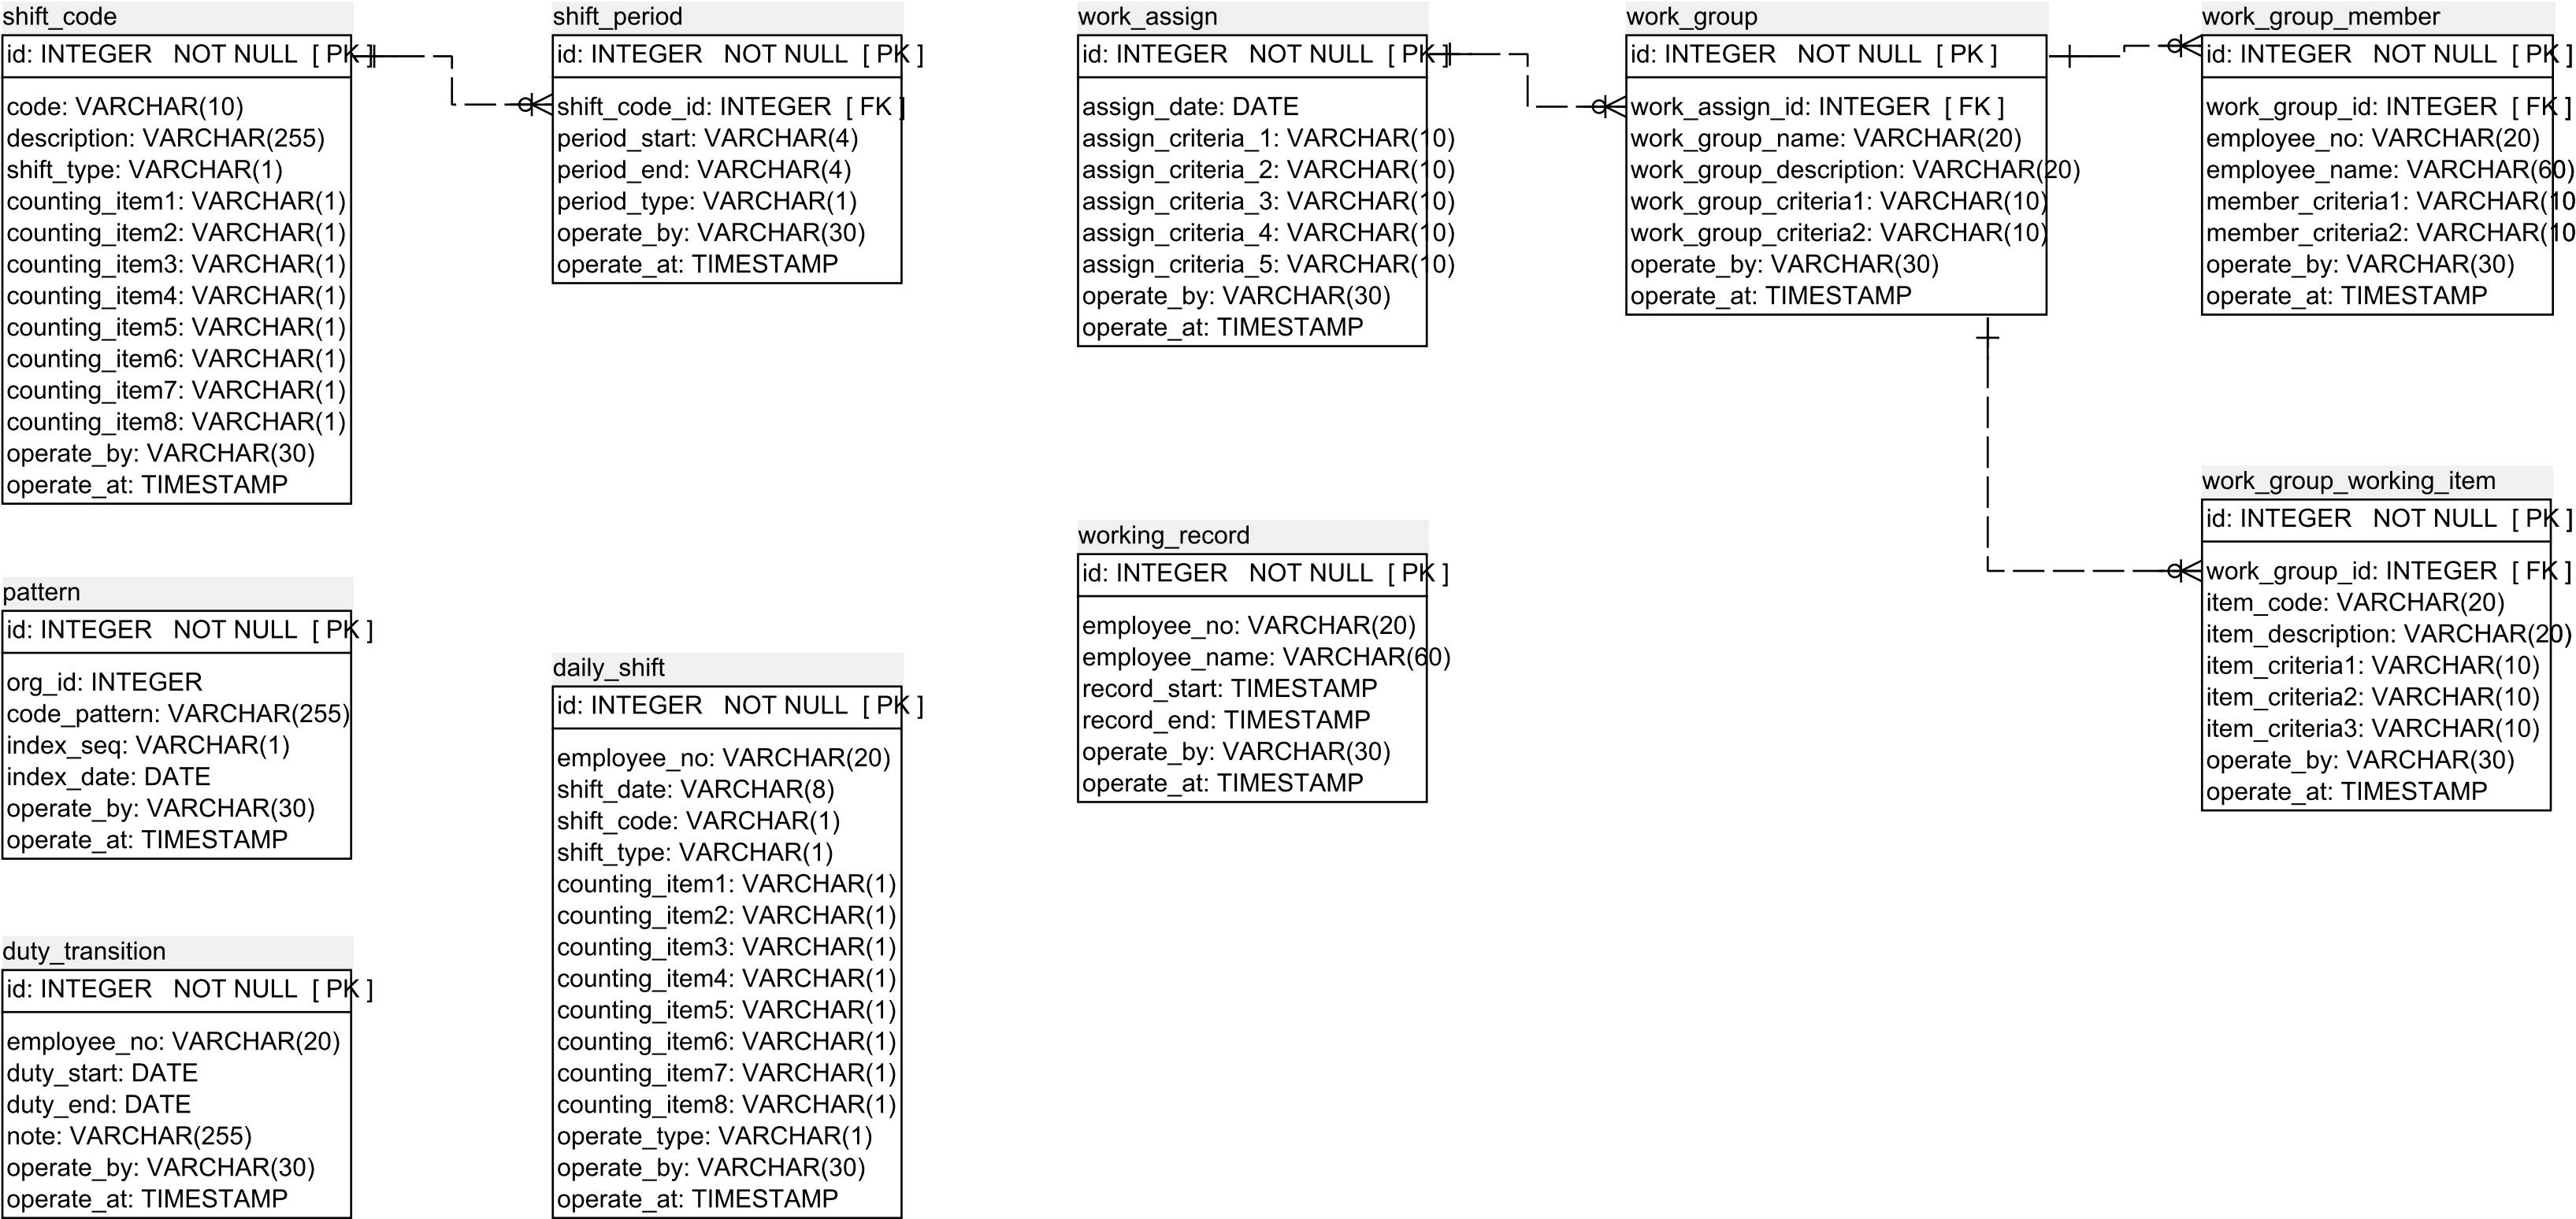 shift_code
id: INTEGER   NOT NULL  [ PK ]
code: VARCHAR(10)
description: VARCHAR(255)
shift_type: VARCHAR(1)
counting_item1: VARCHAR(1)
counting_item2: VARCHAR(1)
counting_item3: VARCHAR(1)
counting_item4: VARCHAR(1)
counting_item5: VARCHAR(1)
counting_item6: VARCHAR(1)
counting_item7: VARCHAR(1)
counting_item8: VARCHAR(1)
operate_by: VARCHAR(30)
operate_at: TIMESTAMP
shift_period
id: INTEGER   NOT NULL  [ PK ]
shift_code_id: INTEGER  [ FK ]
period_start: VARCHAR(4)
period_end: VARCHAR(4)
period_type: VARCHAR(1)
operate_by: VARCHAR(30)
operate_at: TIMESTAMP
work_assign
id: INTEGER   NOT NULL  [ PK ]
assign_date: DATE
assign_criteria_1: VARCHAR(10)
assign_criteria_2: VARCHAR(10)
assign_criteria_3: VARCHAR(10)
assign_criteria_4: VARCHAR(10)
assign_criteria_5: VARCHAR(10)
operate_by: VARCHAR(30)
operate_at: TIMESTAMP
work_group
id: INTEGER   NOT NULL  [ PK ]
work_assign_id: INTEGER  [ FK ]
work_group_name: VARCHAR(20)
work_group_description: VARCHAR(20)
work_group_criteria1: VARCHAR(10)
work_group_criteria2: VARCHAR(10)
operate_by: VARCHAR(30)
operate_at: TIMESTAMP
work_group_member
id: INTEGER   NOT NULL  [ PK ]
work_group_id: INTEGER  [ FK ]
employee_no: VARCHAR(20)
employee_name: VARCHAR(60)
member_criteria1: VARCHAR(10
member_criteria2: VARCHAR(10
operate_by: VARCHAR(30)
operate_at: TIMESTAMP
pattern
id: INTEGER   NOT NULL  [ PK ]
org_id: INTEGER
code_pattern: VARCHAR(255)
index_seq: VARCHAR(1)
index_date: DATE
operate_by: VARCHAR(30)
operate_at: TIMESTAMP
daily_shift
id: INTEGER   NOT NULL  [ PK ]
employee_no: VARCHAR(20)
shift_date: VARCHAR(8)
shift_code: VARCHAR(1)
shift_type: VARCHAR(1)
counting_item1: VARCHAR(1)
counting_item2: VARCHAR(1)
counting_item3: VARCHAR(1)
counting_item4: VARCHAR(1)
counting_item5: VARCHAR(1)
counting_item6: VARCHAR(1)
counting_item7: VARCHAR(1)
counting_item8: VARCHAR(1)
operate_type: VARCHAR(1)
operate_by: VARCHAR(30)
operate_at: TIMESTAMP
working_record
id: INTEGER   NOT NULL  [ PK ]
employee_no: VARCHAR(20)
employee_name: VARCHAR(60)
record_start: TIMESTAMP
record_end: TIMESTAMP
operate_by: VARCHAR(30)
operate_at: TIMESTAMP
work_group_working_item
id: INTEGER   NOT NULL  [ PK ]
work_group_id: INTEGER  [ FK ]
item_code: VARCHAR(20)
item_description: VARCHAR(20)
item_criteria1: VARCHAR(10)
item_criteria2: VARCHAR(10)
item_criteria3: VARCHAR(10)
operate_by: VARCHAR(30)
operate_at: TIMESTAMP
duty_transition
id: INTEGER   NOT NULL  [ PK ]
employee_no: VARCHAR(20)
duty_start: DATE
duty_end: DATE
note: VARCHAR(255)
operate_by: VARCHAR(30)
operate_at: TIMESTAMP